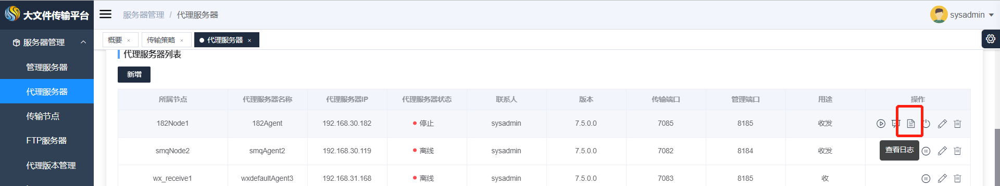 大文件传输平台
服务器管理 / 代理服务器
sysadmin
服务器管理
管理服务器
代理服务器
传输节点
FTP服务器
代理版本管理
概要 × 传输策略 × 代理服务器 ×
代理服务器列表
新增
所属节点 代理服务器名称 代理服务器IP 代理服务器状态 联系人 版本 传输端口 管理端口 用途 操作
182Node1 182Agent 192.168.30.182 停止 sysadmin 7.5.0.0 7085 8185 收发
smqNode2 smqAgent2 192.168.30.119 离线 sysadmin 7.5.0.0 7082 8184 收发
查看日志
wx_receive1 wxdefaultAgent3 192.168.31.168 离线 sysadmin 7.5.0.0 7083 8185 收